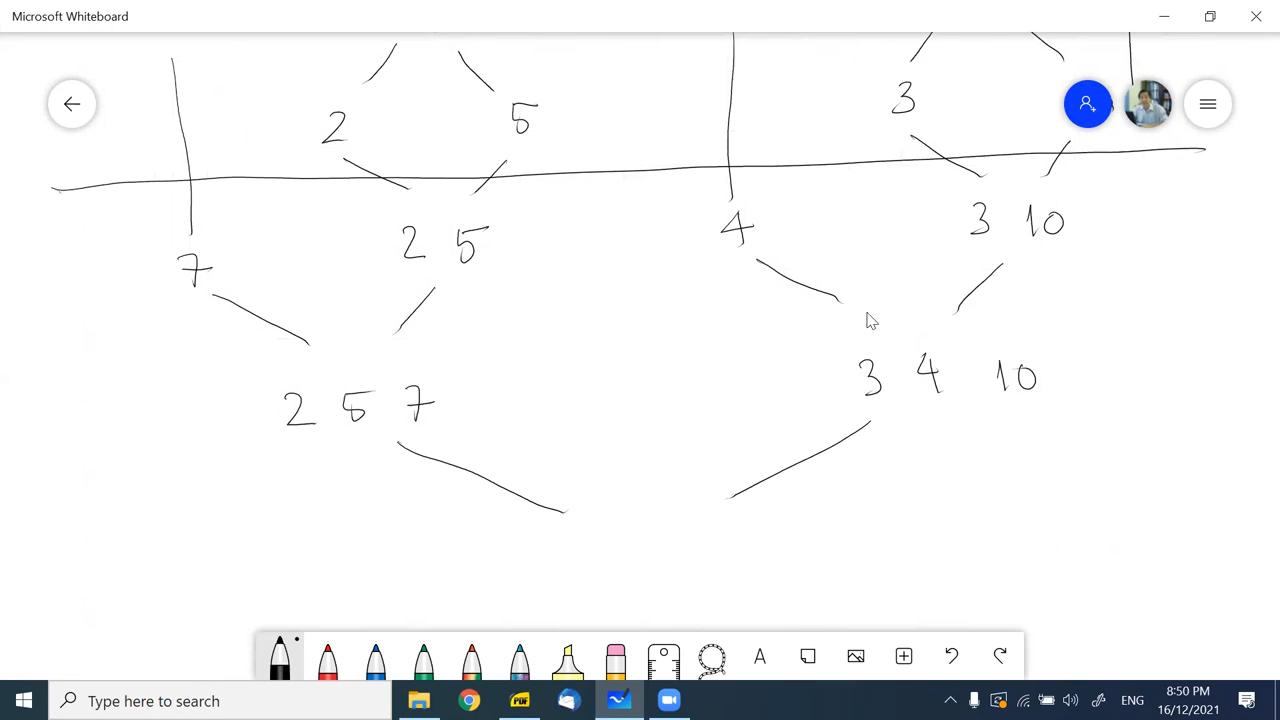 Microsoft Whiteboard
2 5 3
7 2 5 4 3 10
2 5 7 3 4 10
A
Type here to search
PDF
ENG
8:50 PM
16/12/2021